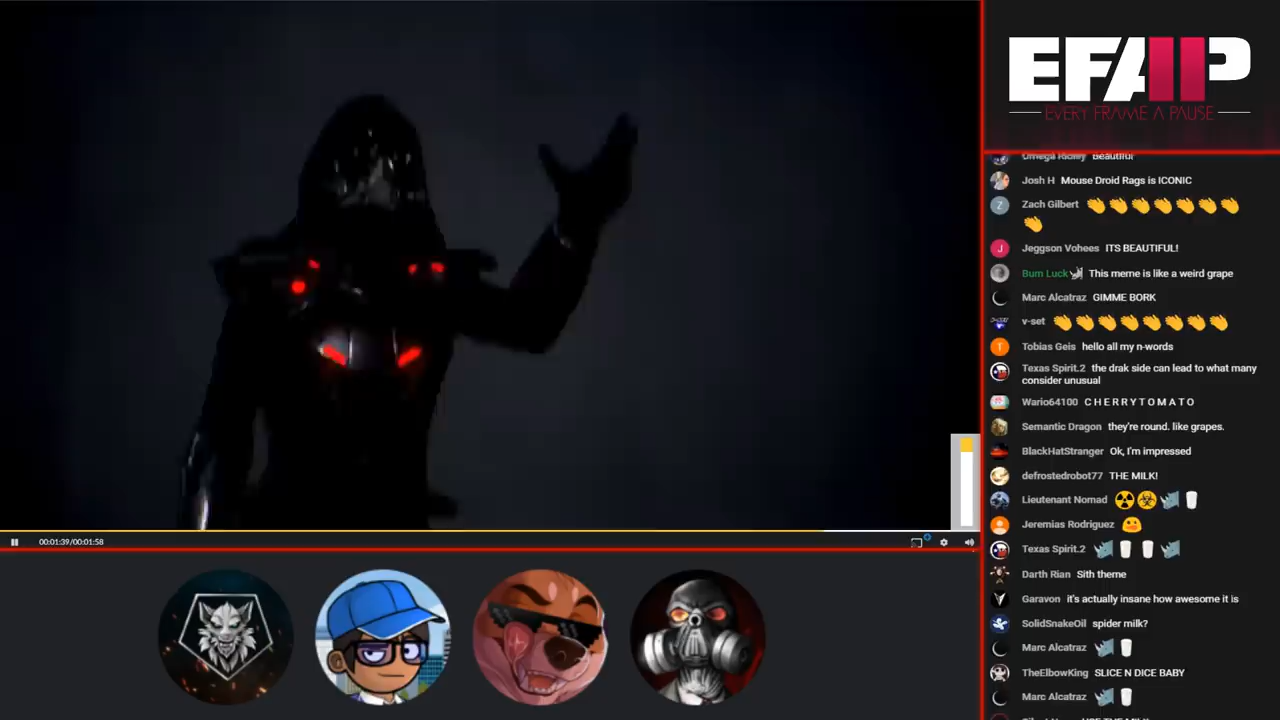 EFAP
EVERY FRAME A PAUSE
Omega Ridley Beautiful
Josh H Mouse Droid Rags is ICONIC
Zach Gilbert 👏👏👏👏👏👏👏
👏
Jeggson Vohees ITS BEAUTIFUL!
Bum Luck This meme is like a weird grape
Marc Alcatraz GIMME BORK
v-set 👏👏👏👏👏👏👏👏
Tobias Geis hello all my n-words
Texas Spirit.2 the drak side can lead to what many
consider unusual
Wario64100 C H E R R Y T O M A T O
Semantic Dragon they're round. like grapes.
BlackHatStranger Ok, I'm impressed
defrostedrobot77 THE MILK!
Lieutenant Nomad
Jeremias Rodriguez
Texas Spirit.2
Darth Rian Sith theme
Garavon it's actually insane how awesome it is
SolidSnakeOil spider milk?
Marc Alcatraz
TheElbowKing SLICE N DICE BABY
Marc Alcatraz
00:01:39/00:01:58